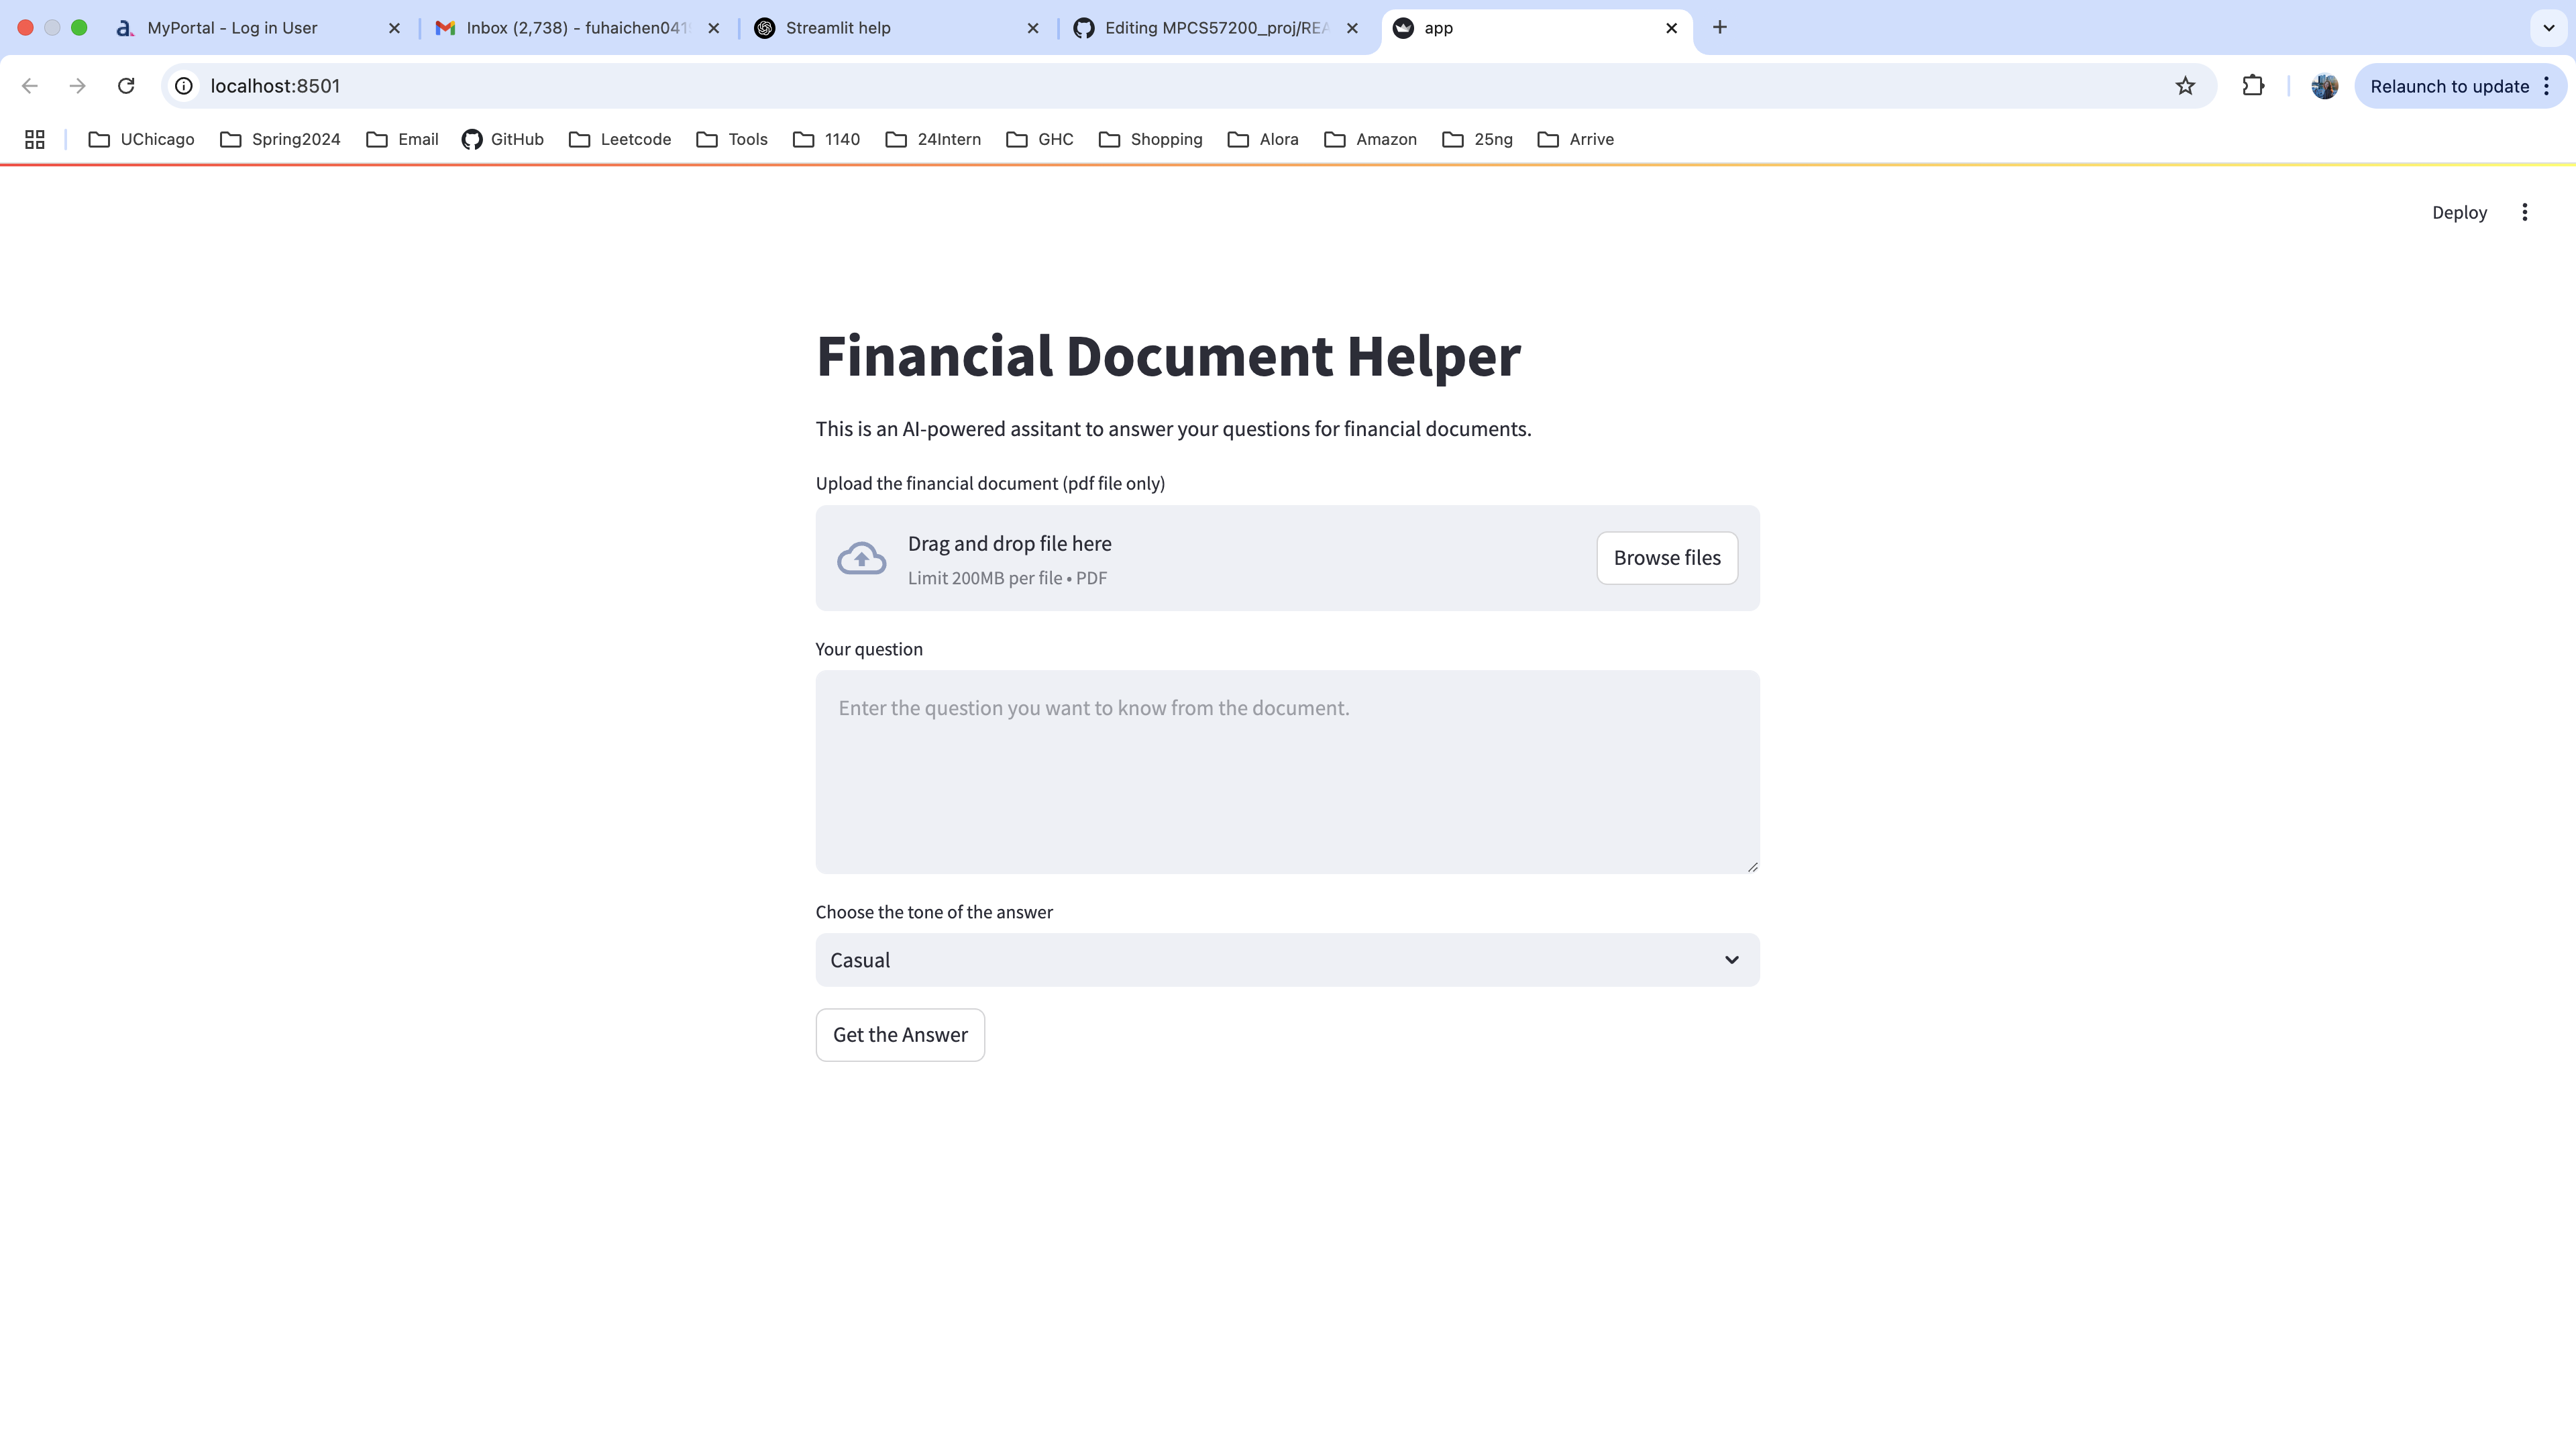 MyPortal - Log in User
Inbox (2,738) - fuhaichen041
Streamlit help
Editing MPCS57200_proj/REA
app
localhost:8501
Relaunch to update
UChicago Spring2024 Email GitHub Leetcode Tools 1140 24Intern GHC Shopping Alora Amazon 25ng Arrive
Deploy
Financial Document Helper
This is an AI-powered assitant to answer your questions for financial documents.
Upload the financial document (pdf file only)
Drag and drop file here
Limit 200MB per file • PDF
Browse files
Your question
Enter the question you want to know from the document.
Choose the tone of the answer
Casual
Get the Answer